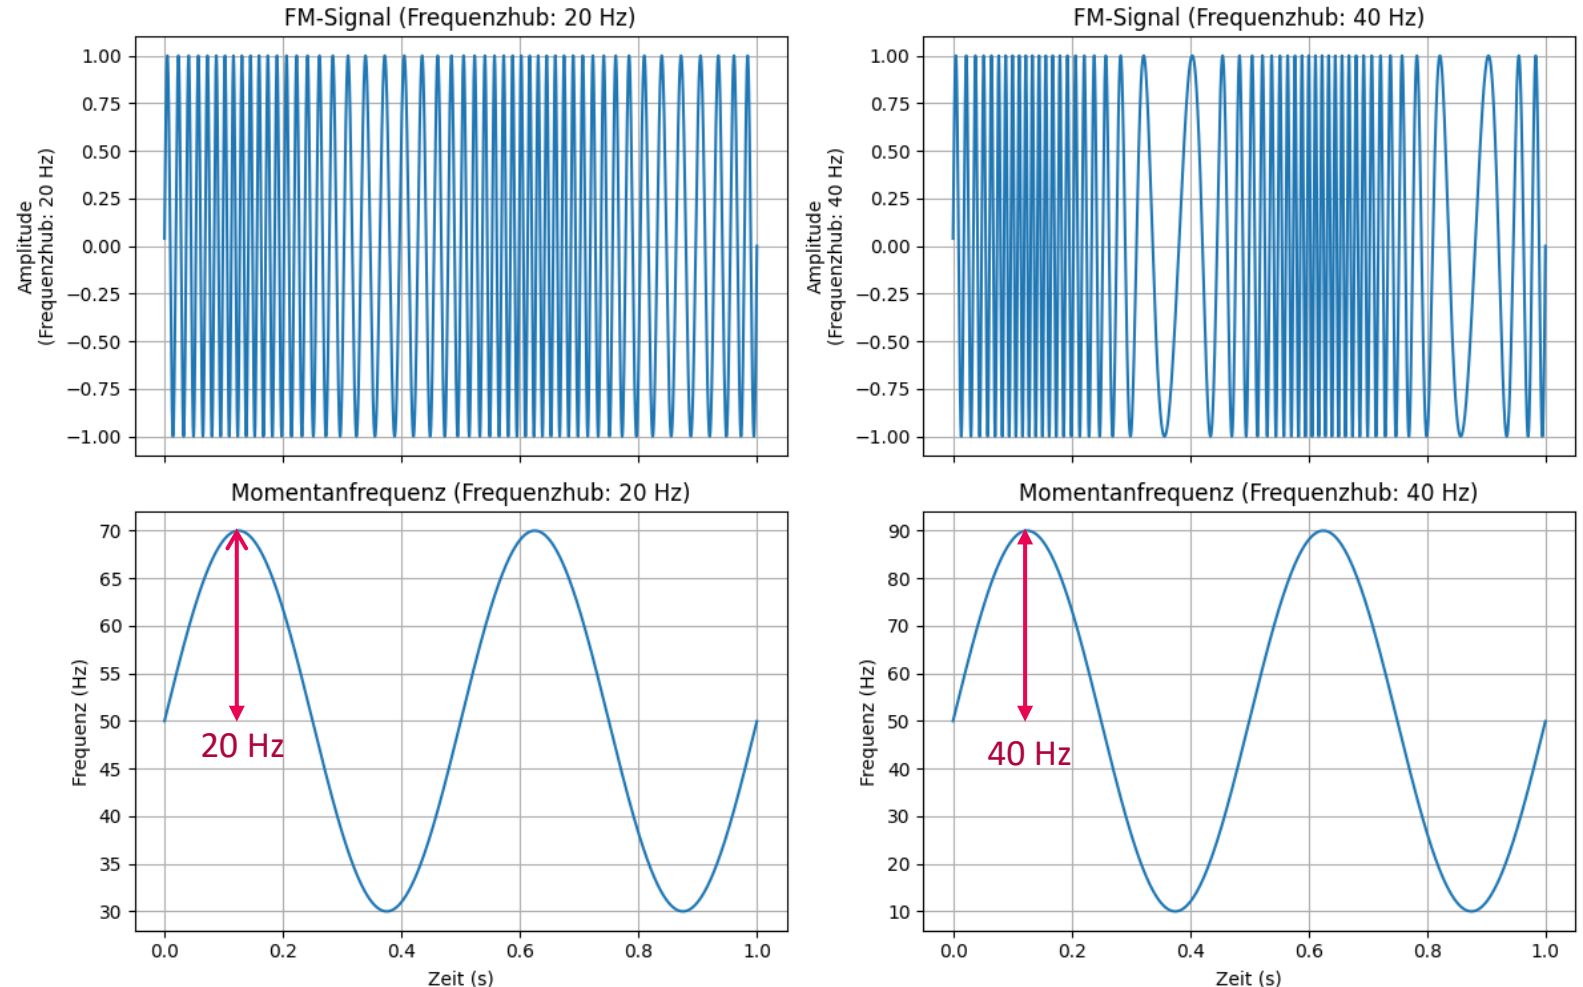 FM-Signal (Frequenzhub: 20 Hz)
1.00
0.75
0.50
0.25
0.00
−0.25
−0.50
−0.75
−1.00
Amplitude
(Frequenzhub: 20 Hz)
FM-Signal (Frequenzhub: 40 Hz)
1.00
0.75
0.50
0.25
0.00
−0.25
−0.50
−0.75
−1.00
Amplitude
(Frequenzhub: 40 Hz)
Momentanfrequenz (Frequenzhub: 20 Hz)
70
65
60
55
50
45
40
35
30
Frequenz (Hz)
20 Hz
0.0 0.2 0.4 0.6 0.8 1.0
Zeit (s)
Momentanfrequenz (Frequenzhub: 40 Hz)
90
80
70
60
50
40
30
20
10
Frequenz (Hz)
40 Hz
0.0 0.2 0.4 0.6 0.8 1.0
Zeit (s)